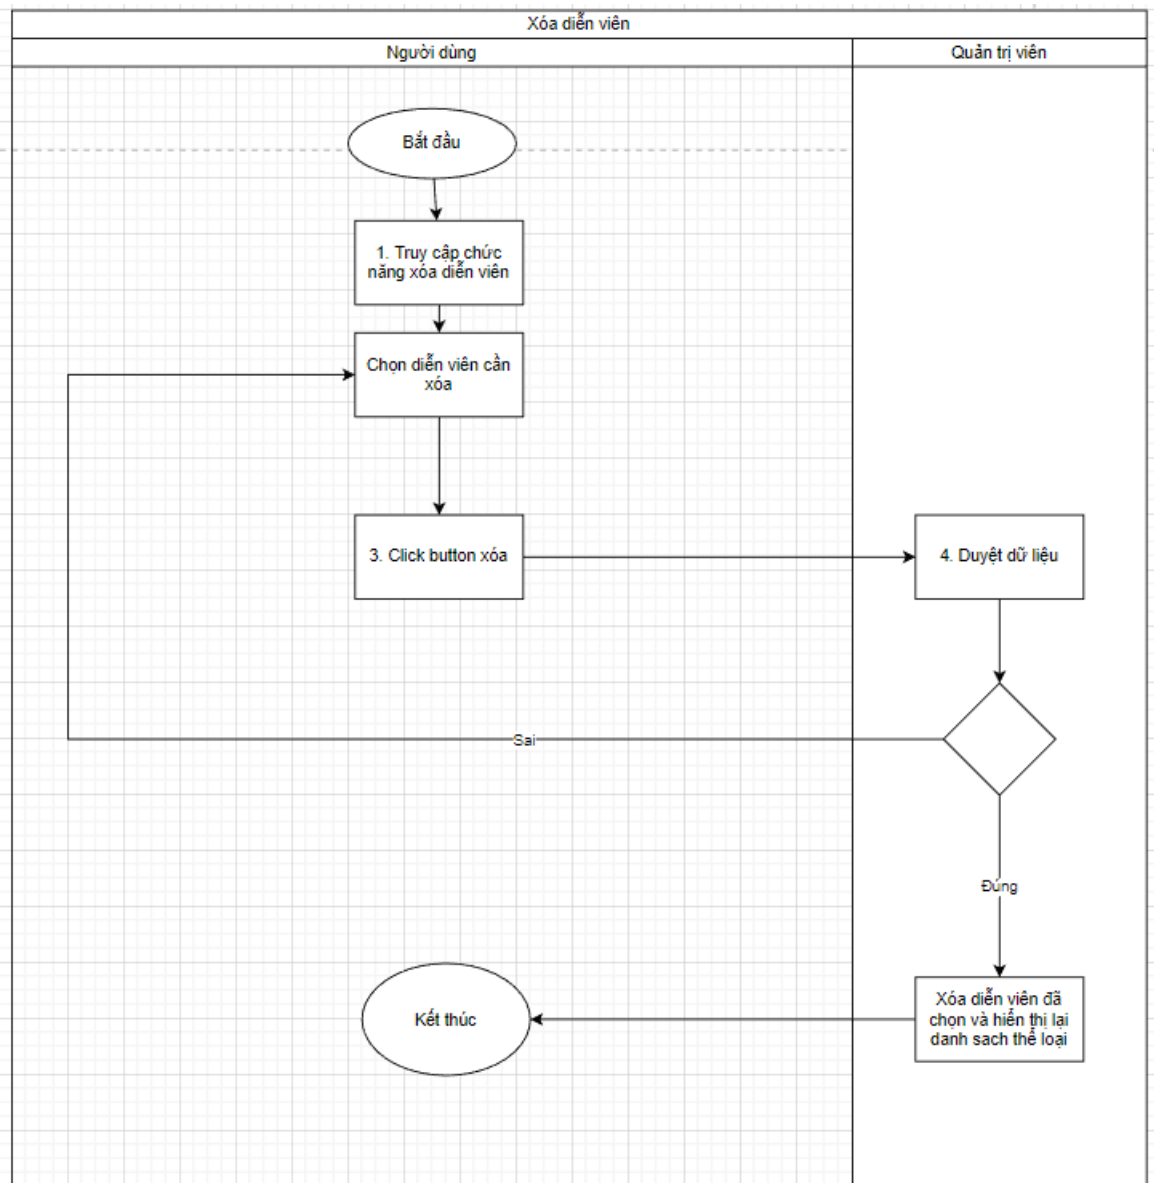 Xóa diễn viên
Người dùng
Quản trị viên
Bắt đầu
1. Truy cập chức
năng xóa diễn viên
Chọn diễn viên cần
xóa
3. Click button xóa
4. Duyệt dữ liệu
Sai
Đúng
Xóa diễn viên đã
chọn và hiển thị lại
danh sach thể loại
Kết thúc